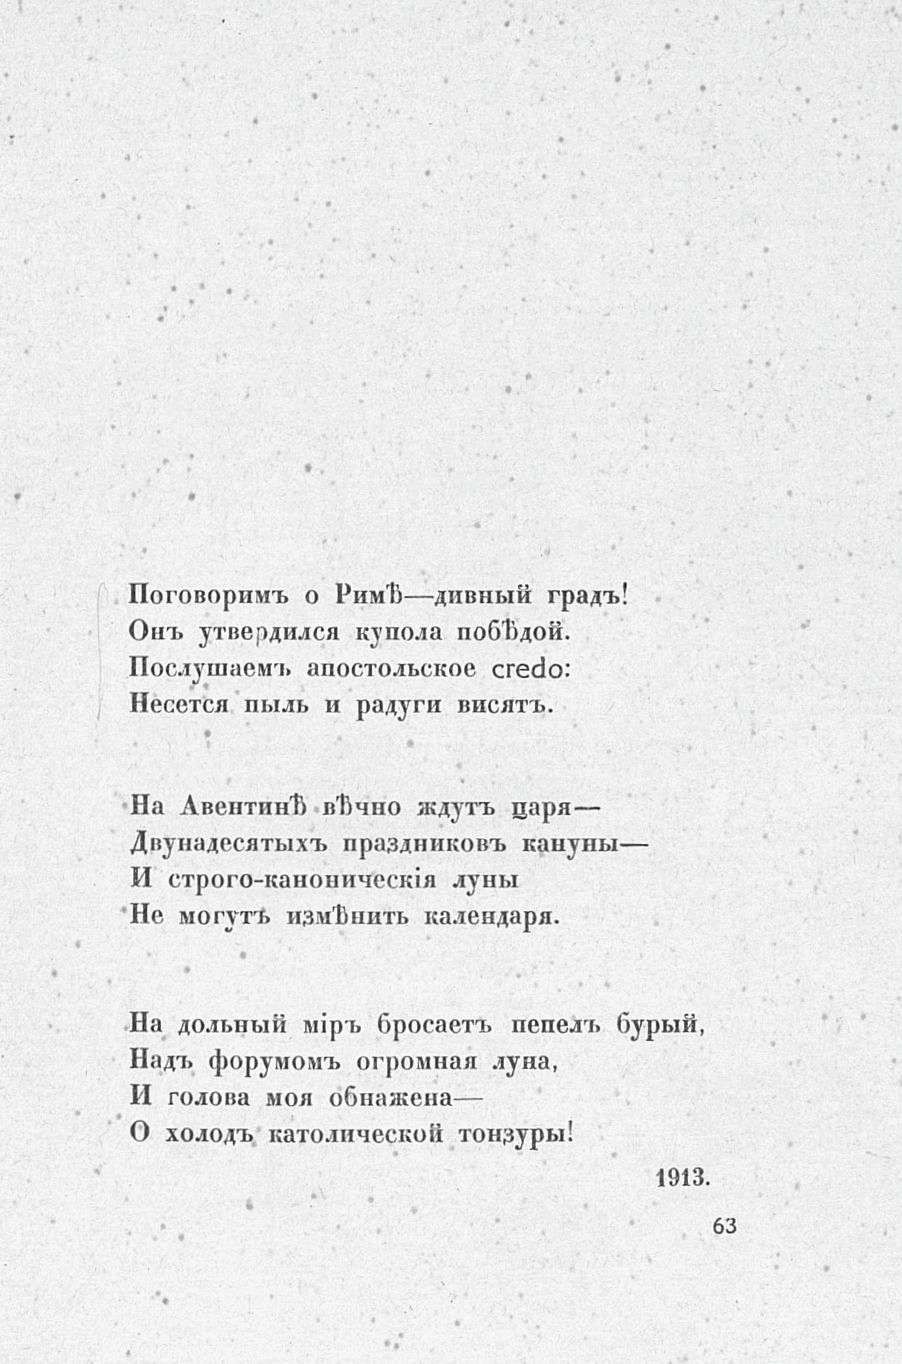 Поговоримъ о Римѣ—дивный градъ!
Онъ утвердился купола побѣдой.
Послушаемъ апостольское credo:
Несется пыль и радуги висятъ.
На Авентинѣ вѣчно ждутъ царя—
Двунадесятыхъ праздниковъ кануны—
И строго-каноническія луны
Не могутъ измѣнить календаря.
На дольный міръ бросаетъ пепелъ бурый,
Надъ форумомъ огромная луна,
И голова моя обнажена—
О холодъ католической тонзуры!
1913.
63